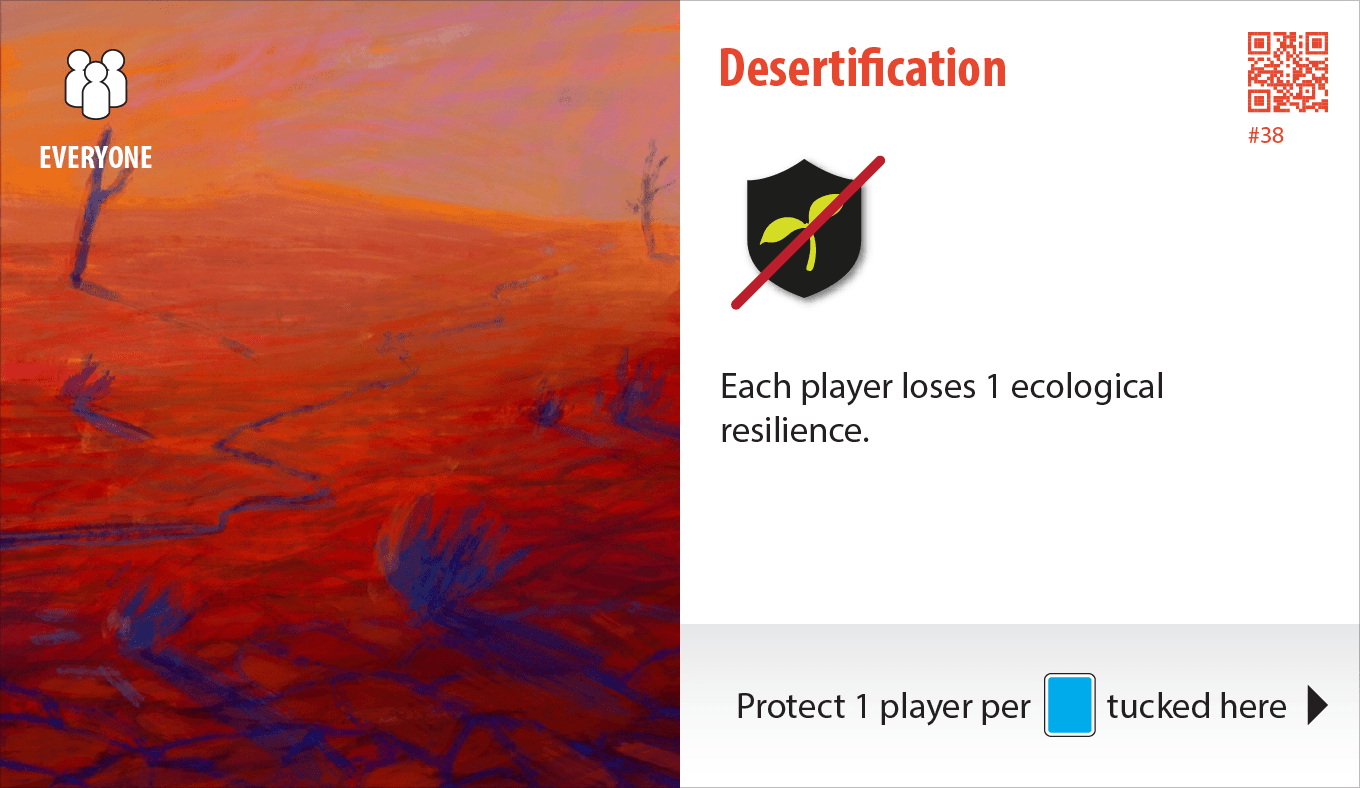 EVERYONE
Desertification
#38
Each player loses 1 ecological
resilience.
Protect 1 player per tucked here